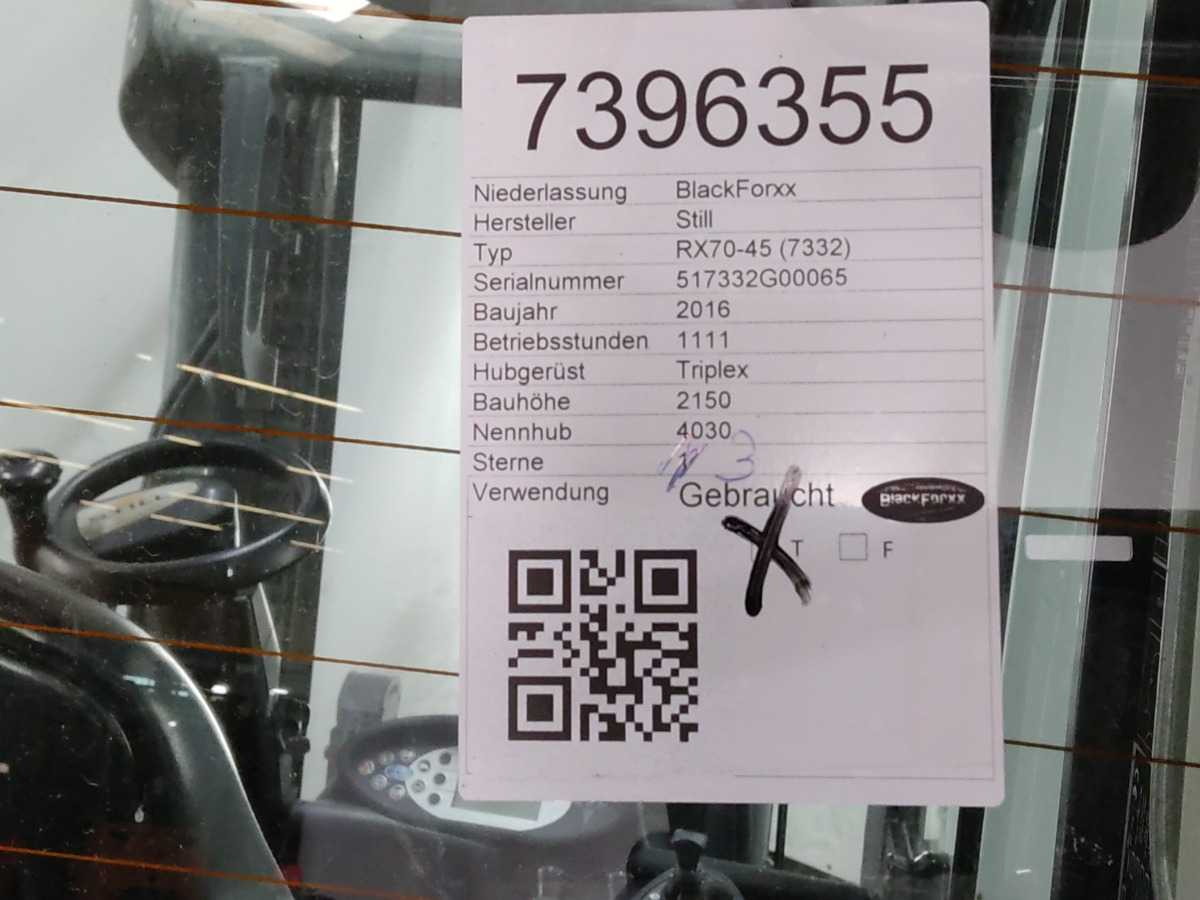 7396355
Niederlassung BlackForxx
Hersteller Still
Typ RX70-45 (7332)
Serialnummer 517332G00065
Baujahr 2016
Betriebsstunden 1111
Hubgerüst Triplex
Bauhöhe 2150
Nennhub 4030
Sterne 3
Verwendung Gebraucht BlackForxx
T F